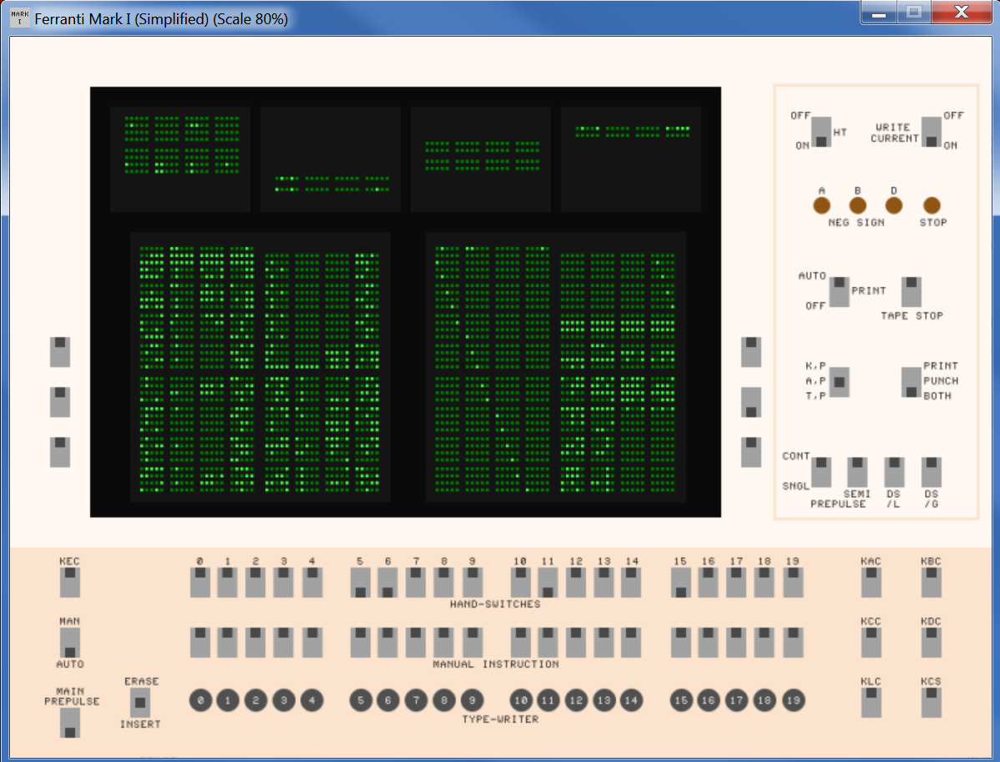 MARK I Ferranti Mark I (Simplified) (Scale 80%)
OFF OFF
HT WRITE CURRENT
ON ON
A B D
NEG SIGN STOP
AUTO
PRINT
OFF
TAPE STOP
K,P PRINT
A,P PUNCH
T,P BOTH
CONT
SNGL SEMI DS DS
PREPULSE /L /G
KEC 0 1 2 3 4 5 6 7 8 9 10 11 12 13 14 15 16 17 18 19 KAC KBC
HAND-SWITCHES
MAN KCC KDC
AUTO MANUAL INSTRUCTION
MAIN PREPULSE ERASE KLC KCS
0 1 2 3 4 5 6 7 8 9 10 11 12 13 14 15 16 17 18 19
INSERT TYPE-WRITER